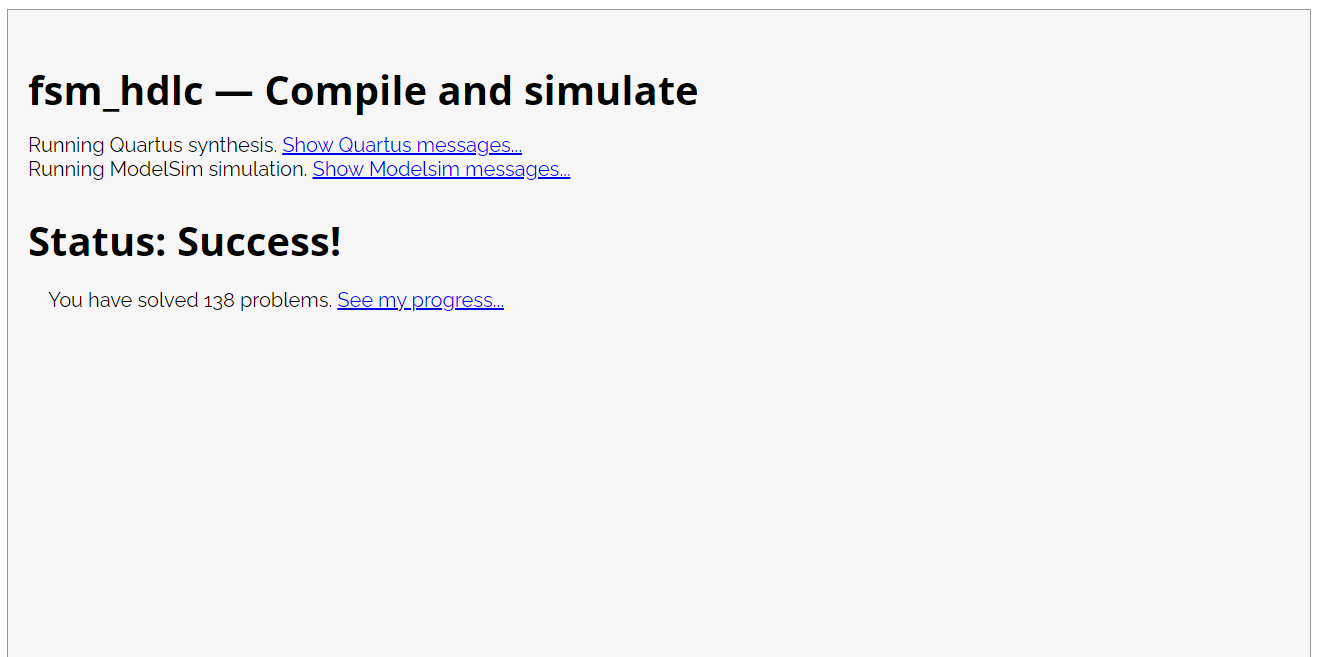 fsm_hdlc — Compile and simulate
Running Quartus synthesis. Show Quartus messages...
Running ModelSim simulation. Show Modelsim messages...
Status: Success!
You have solved 138 problems. See my progress...